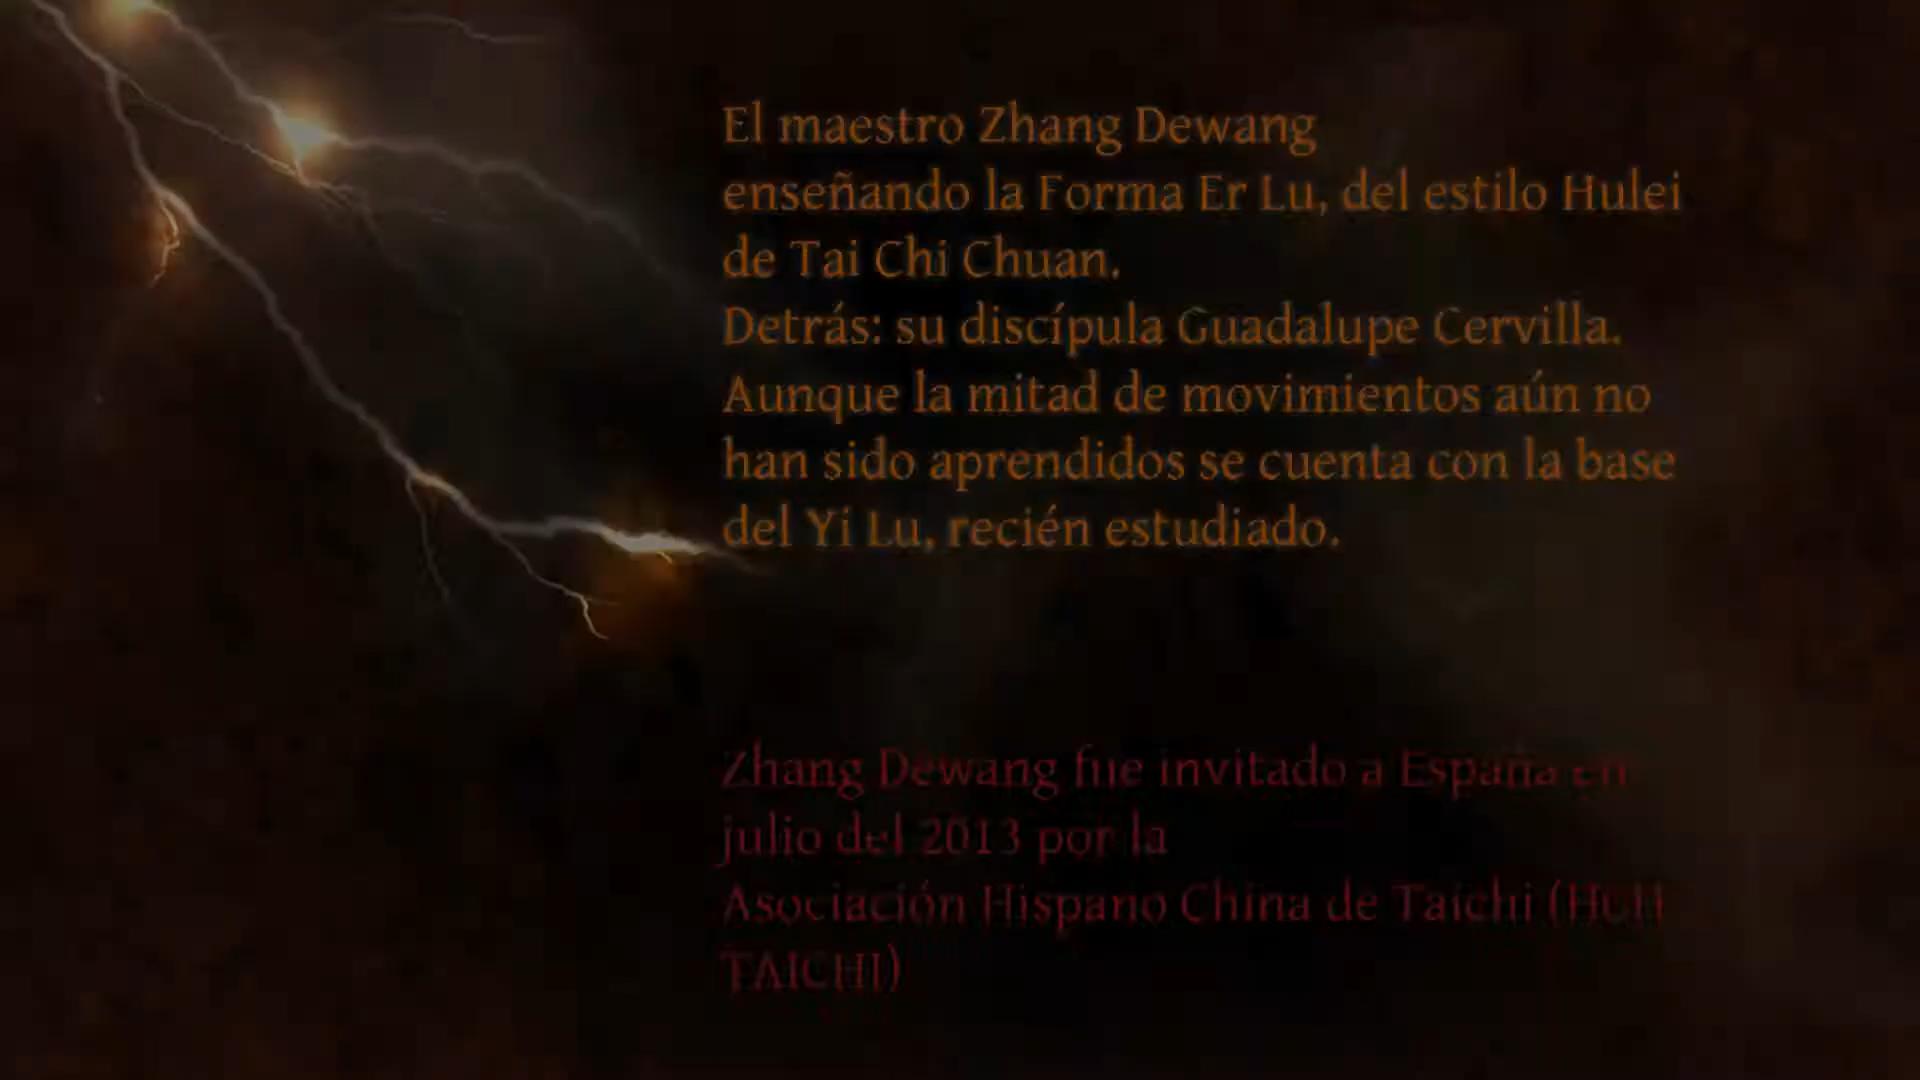 El maestro Zhang Dewang
enseñando la Forma Er Lu, del estilo Hulei
de Tai Chi Chuan.
Detrás: su discípula Guadalupe Cervilla.
Aunque la mitad de movimientos aún no
han sido aprendidos se cuenta con la base
del Yi Lu, recién estudiado.
Zhang Dewang fue invitado a España en
julio del 2013 por la
Asociación Hispano China de Taichi (HCH
TAICHI)